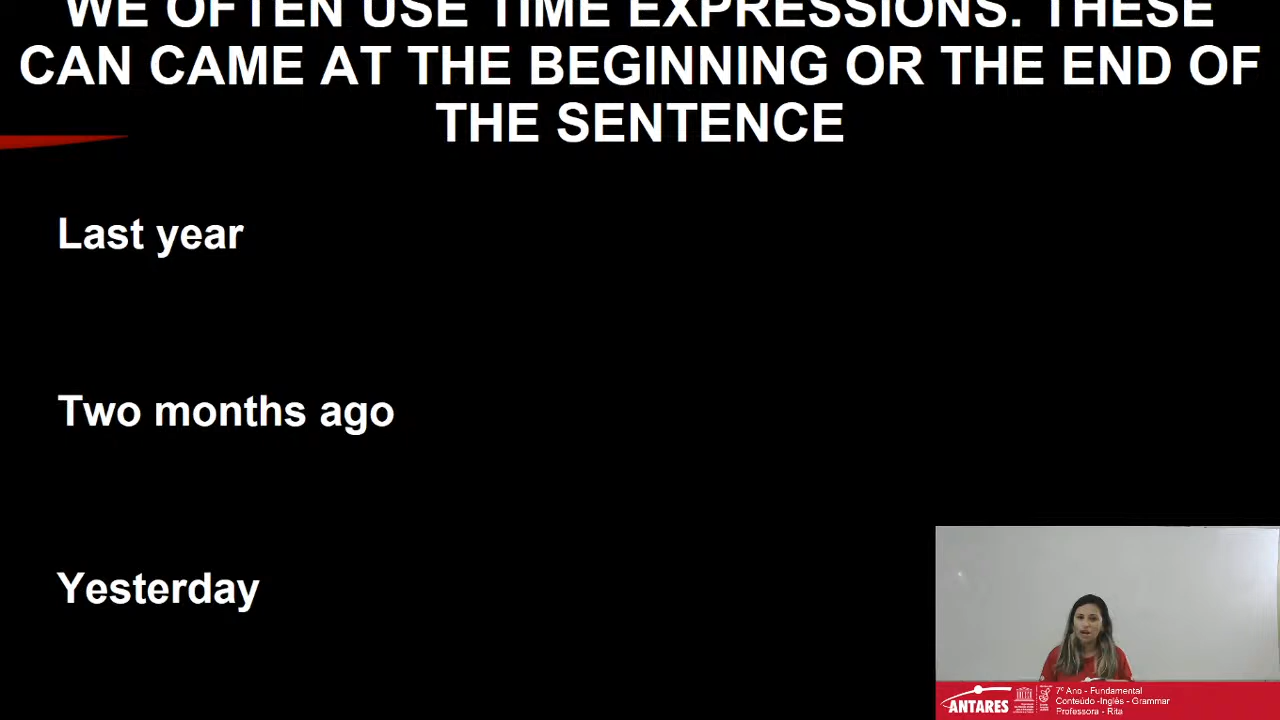 WE OFTEN USE TIME EXPRESSIONS. THESE
CAN CAME AT THE BEGINNING OR THE END OF
THE SENTENCE
Last year
Two months ago
Yesterday
ANTARES
7º Ano - Fundamental
Conteúdo -Inglês - Grammar
Professora - Rita